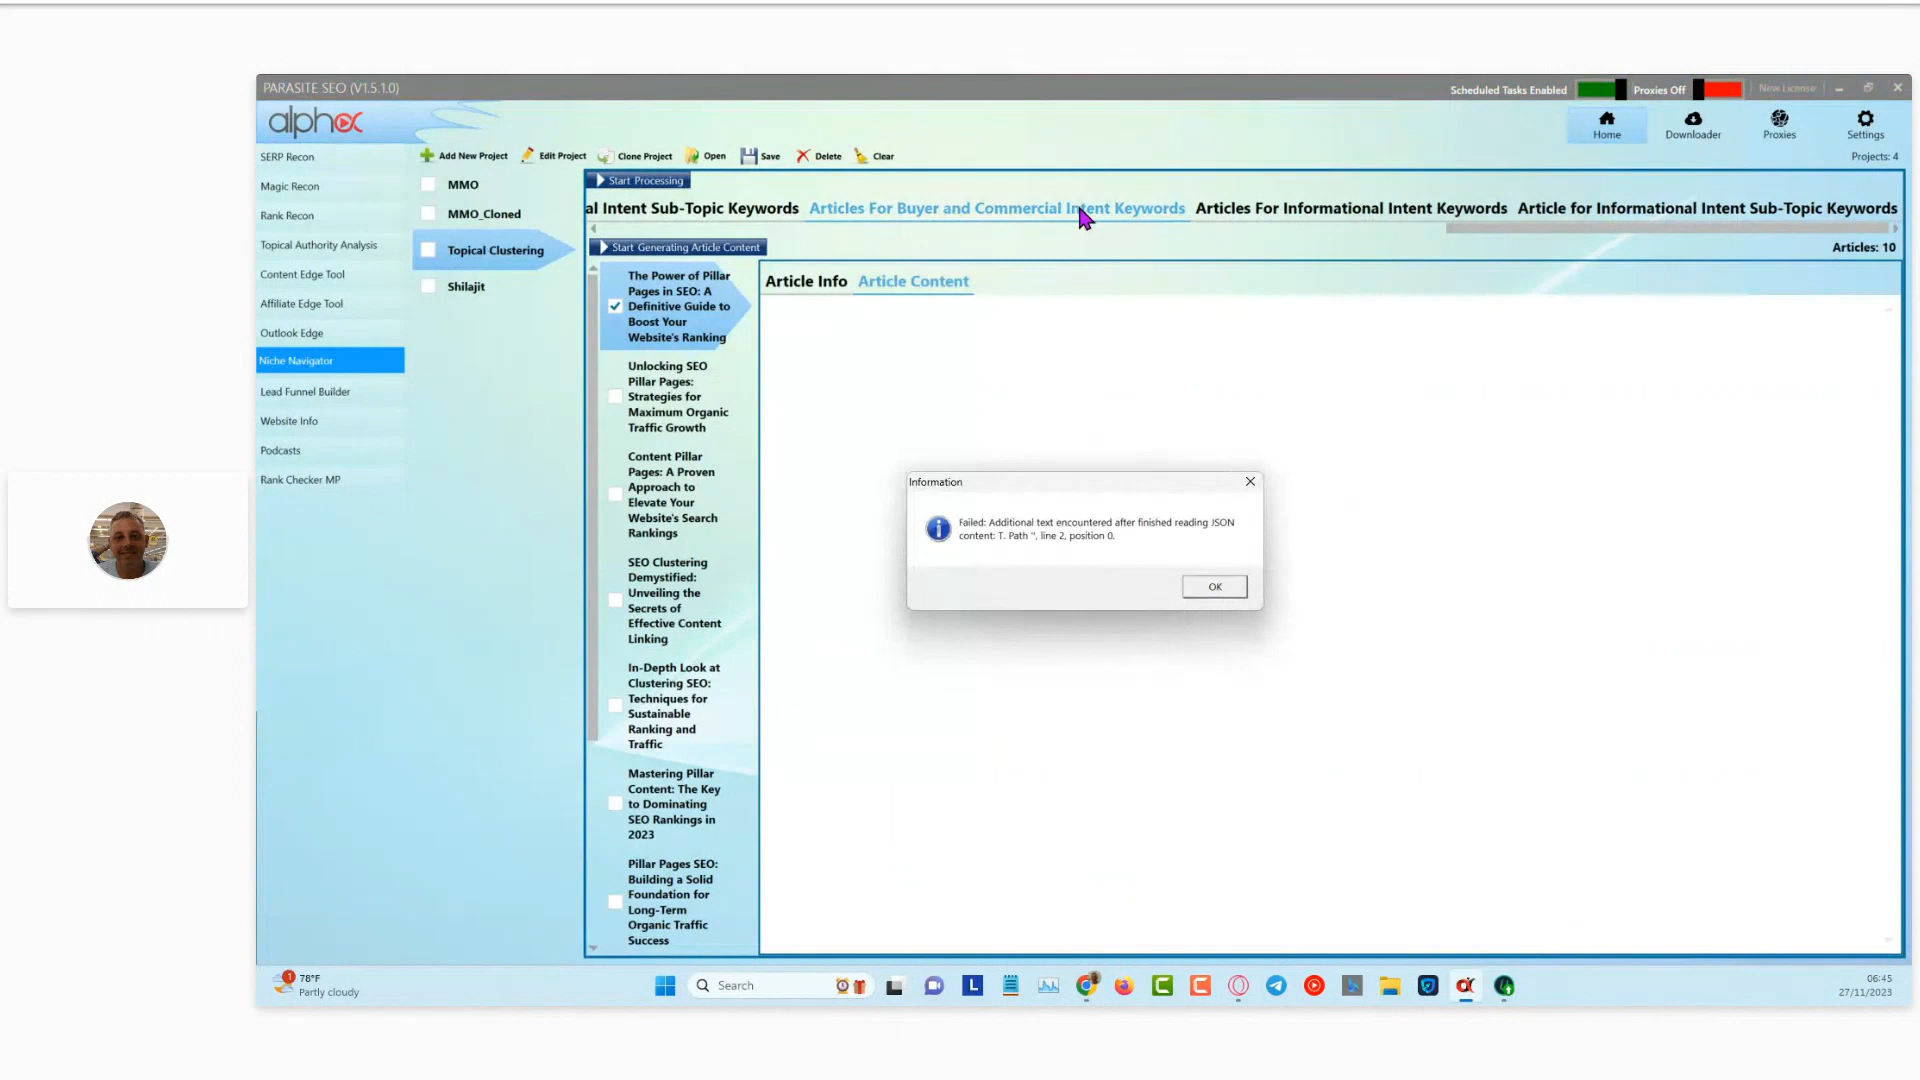 PARASITE SEO (V1.5.1.0)
Scheduled Tasks Enabled
Proxies Off
New License
alpha
Home
Downloader
Proxies
Settings
Projects: 4
Add New Project
Edit Project
Clone Project
Open
Save
Delete
Clear
SERP Recon
Magic Recon
Rank Recon
Topical Authority Analysis
Content Edge Tool
Affiliate Edge Tool
Outlook Edge
Niche Navigator
Lead Funnel Builder
Website Info
Podcasts
Rank Checker MP
MMO
MMO_Cloned
Topical Clustering
Shilajit
Start Processing
al Intent Sub-Topic Keywords
Articles For Buyer and Commercial Intent Keywords
Articles For Informational Intent Keywords
Article for Informational Intent Sub-Topic Keywords
Start Generating Article Content
Articles: 10
The Power of Pillar
Pages in SEO: A
Definitive Guide to
Boost Your
Website's Ranking
Unlocking SEO
Pillar Pages:
Strategies for
Maximum Organic
Traffic Growth
Content Pillar
Pages: A Proven
Approach to
Elevate Your
Website's Search
Rankings
SEO Clustering
Demystified:
Unveiling the
Secrets of
Effective Content
Linking
In-Depth Look at
Clustering SEO:
Techniques for
Sustainable
Ranking and
Traffic
Mastering Pillar
Content: The Key
to Dominating
SEO Rankings in
2023
Pillar Pages SEO:
Building a Solid
Foundation for
Long-Term
Organic Traffic
Success
Article Info
Article Content
Information
Failed: Additional text encountered after finished reading JSON
content: T. Path '', line 2, position 0.
OK
1
78°F
Partly cloudy
Search
L
06:45
27/11/2023